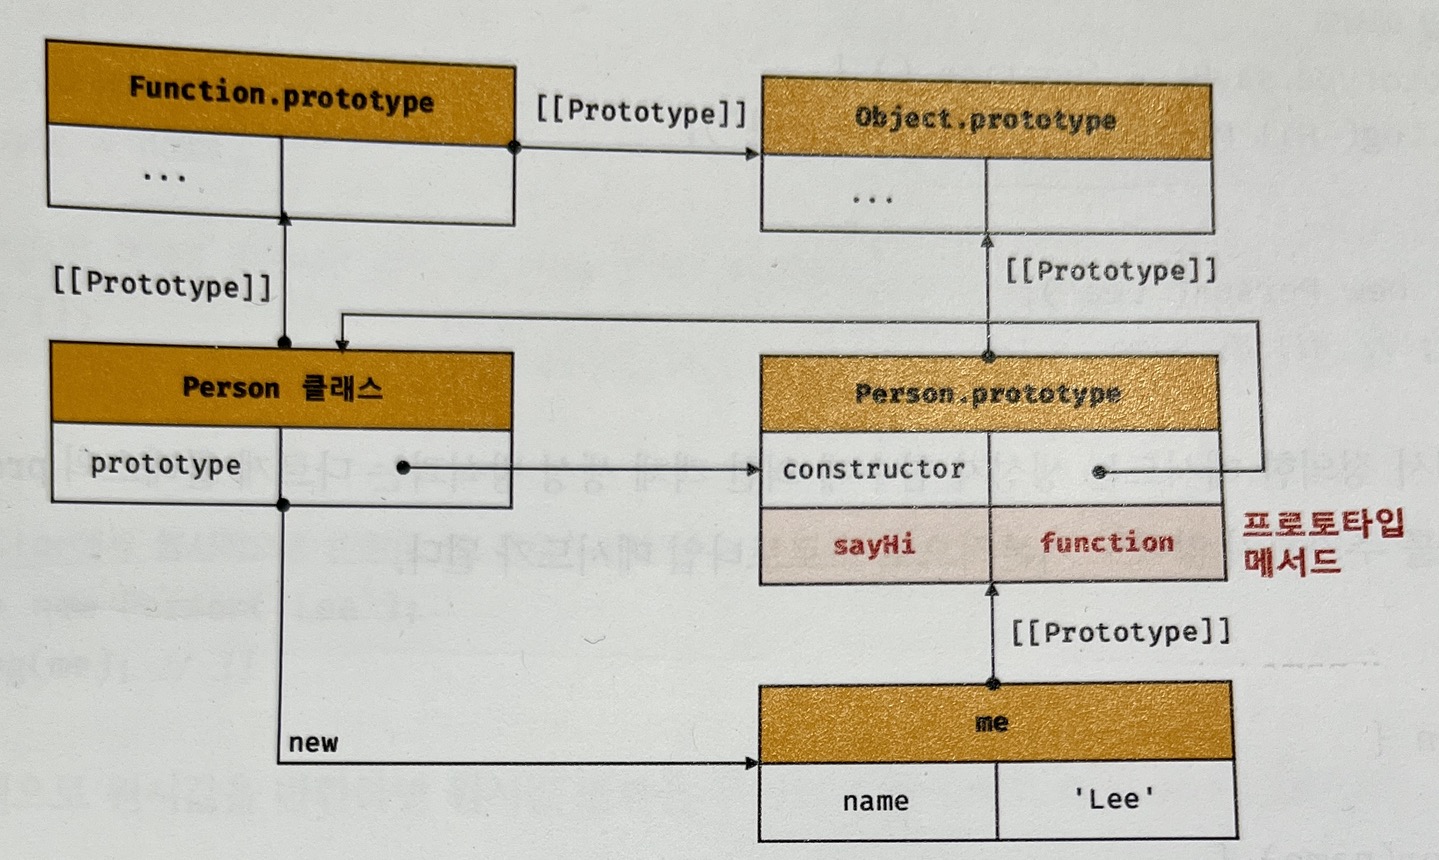 Function.prototype
...
[[Prototype]]
Object.prototype
...
[[Prototype]]
[[Prototype]]
Person 클래스
prototype
Person.prototype
constructor
sayHi function
프로토타입
메서드
[[Prototype]]
new
me
name 'Lee'